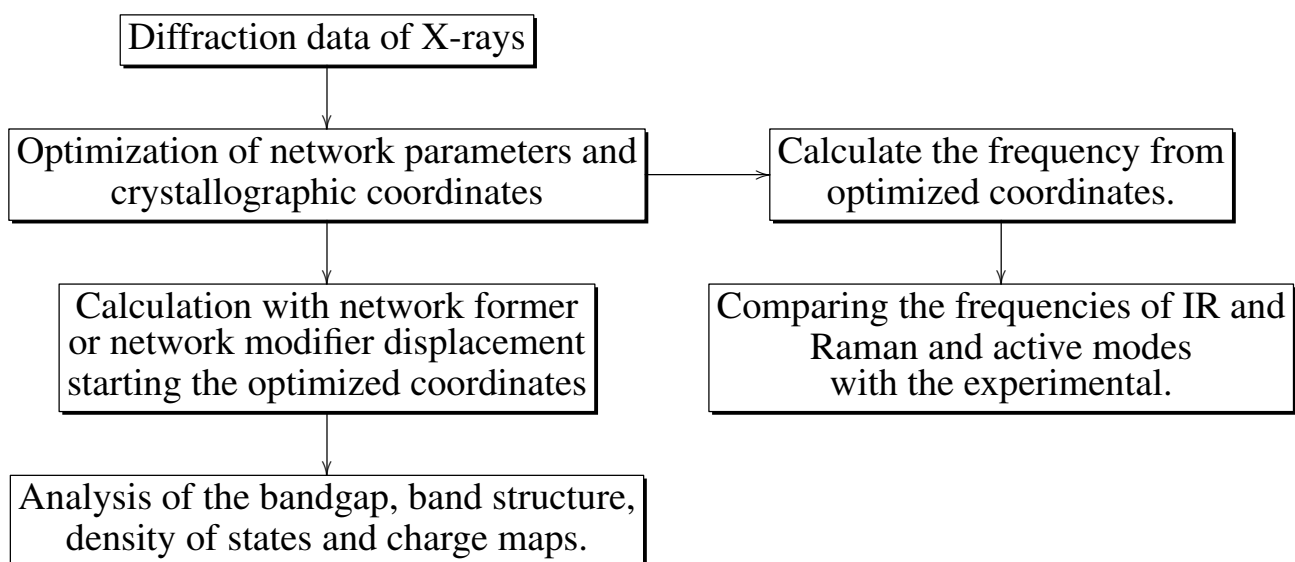 Diffraction data of X-rays
Optimization of network parameters and
crystallographic coordinates
Calculate the frequency from
optimized coordinates.
Calculation with network former
or network modifier displacement
starting the optimized coordinates
Comparing the frequencies of IR and
Raman and active modes
with the experimental.
Analysis of the bandgap, band structure,
density of states and charge maps.